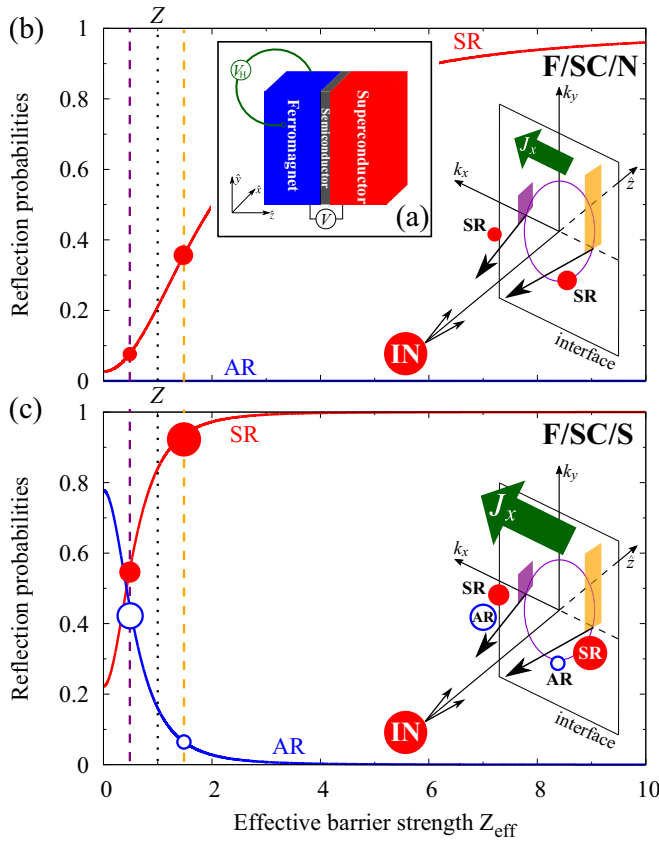 (b)
Z
Reflection probabilities
1
0.8
0.6
0.4
0.2
0
SR
AR
F/SC/N
V_H
Ferromagnet
Semiconductor
Superconductor
ŷ
x̂
ẑ
V
(a)
k_y
J_x
k_x
ẑ
SR
SR
IN
interface
(c)
Z
Reflection probabilities
1
0.8
0.6
0.4
0.2
0
SR
AR
F/SC/S
k_y
J_x
k_x
ẑ
SR
AR
SR
AR
IN
interface
0 2 4 6 8 10
Effective barrier strength Z_eff